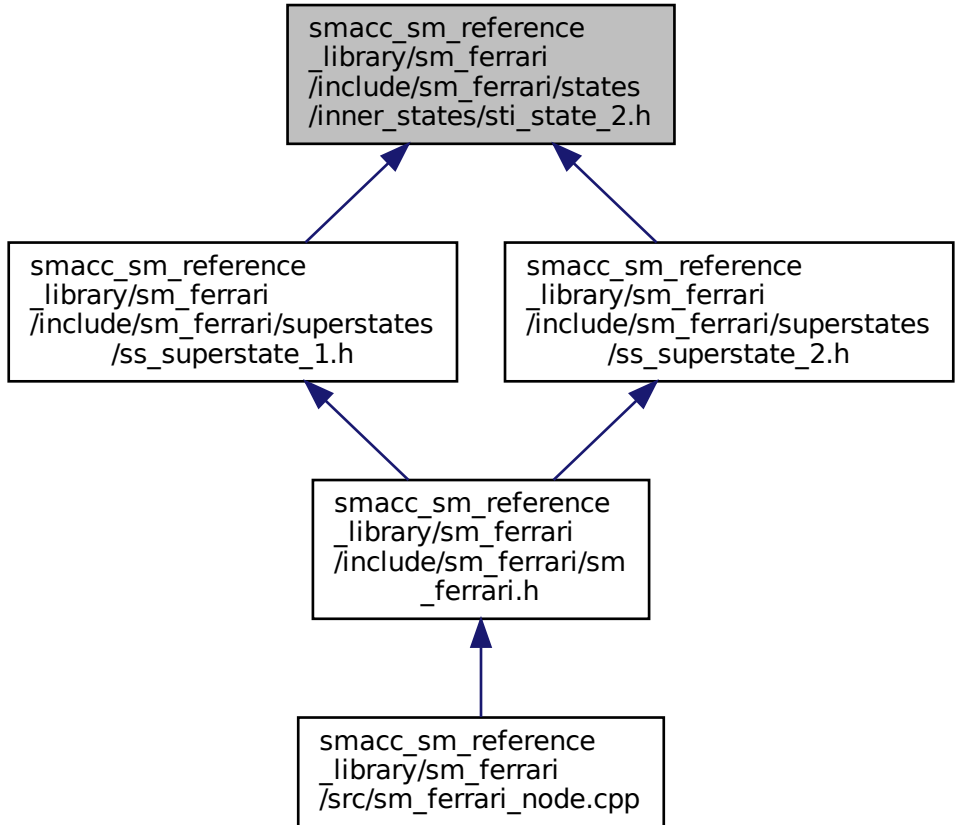 smacc_sm_reference
_library/sm_ferrari
/include/sm_ferrari/states
/inner_states/sti_state_2.h
smacc_sm_reference
_library/sm_ferrari
/include/sm_ferrari/superstates
/ss_superstate_1.h
smacc_sm_reference
_library/sm_ferrari
/include/sm_ferrari/superstates
/ss_superstate_2.h
smacc_sm_reference
_library/sm_ferrari
/include/sm_ferrari/sm
_ferrari.h
smacc_sm_reference
_library/sm_ferrari
/src/sm_ferrari_node.cpp